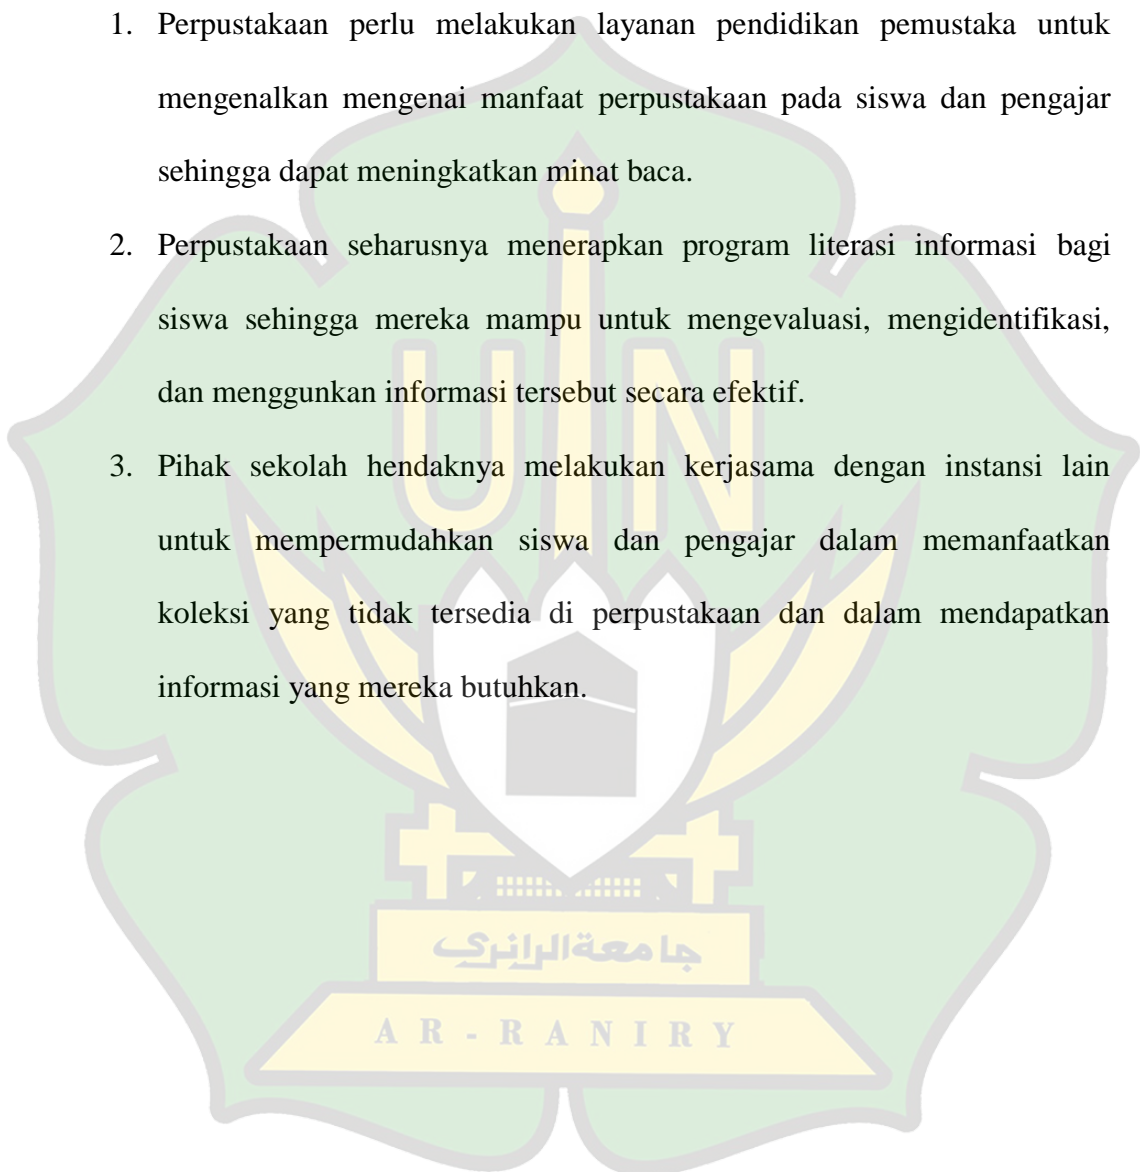 1. Perpustakaan perlu melakukan layanan pendidikan pemustaka untuk
mengenalkan mengenai manfaat perpustakaan pada siswa dan pengajar
sehingga dapat meningkatkan minat baca.
2. Perpustakaan seharusnya menerapkan program literasi informasi bagi
siswa sehingga mereka mampu untuk mengevaluasi, mengidentifikasi,
dan menggunkan informasi tersebut secara efektif.
UIN
3. Pihak sekolah hendaknya melakukan kerjasama dengan instansi lain
untuk mempermudahkan siswa dan pengajar dalam memanfaatkan
koleksi yang tidak tersedia di perpustakaan dan dalam mendapatkan
informasi yang mereka butuhkan.
جامعة الرانري
AR-RANIRY